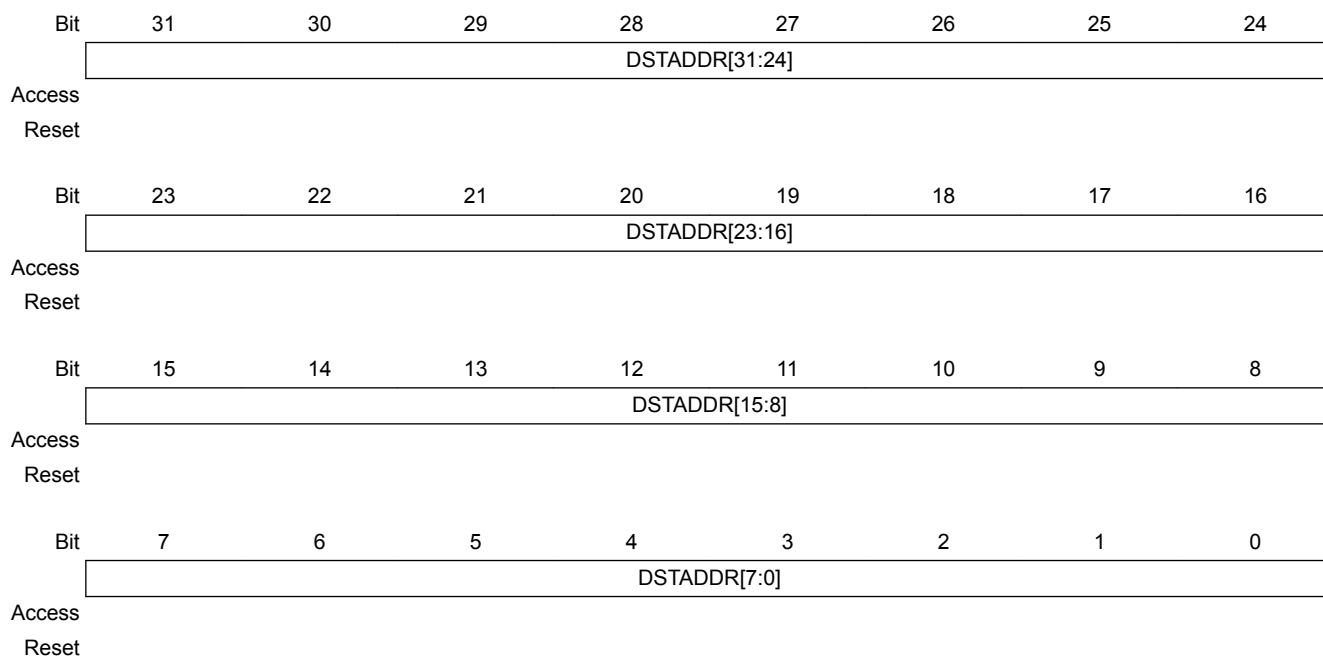 Bit 31 30 29 28 27 26 25 24
DSTADDR[31:24]
Access
Reset
Bit 23 22 21 20 19 18 17 16
DSTADDR[23:16]
Access
Reset
Bit 15 14 13 12 11 10 9 8
DSTADDR[15:8]
Access
Reset
Bit 7 6 5 4 3 2 1 0
DSTADDR[7:0]
Access
Reset